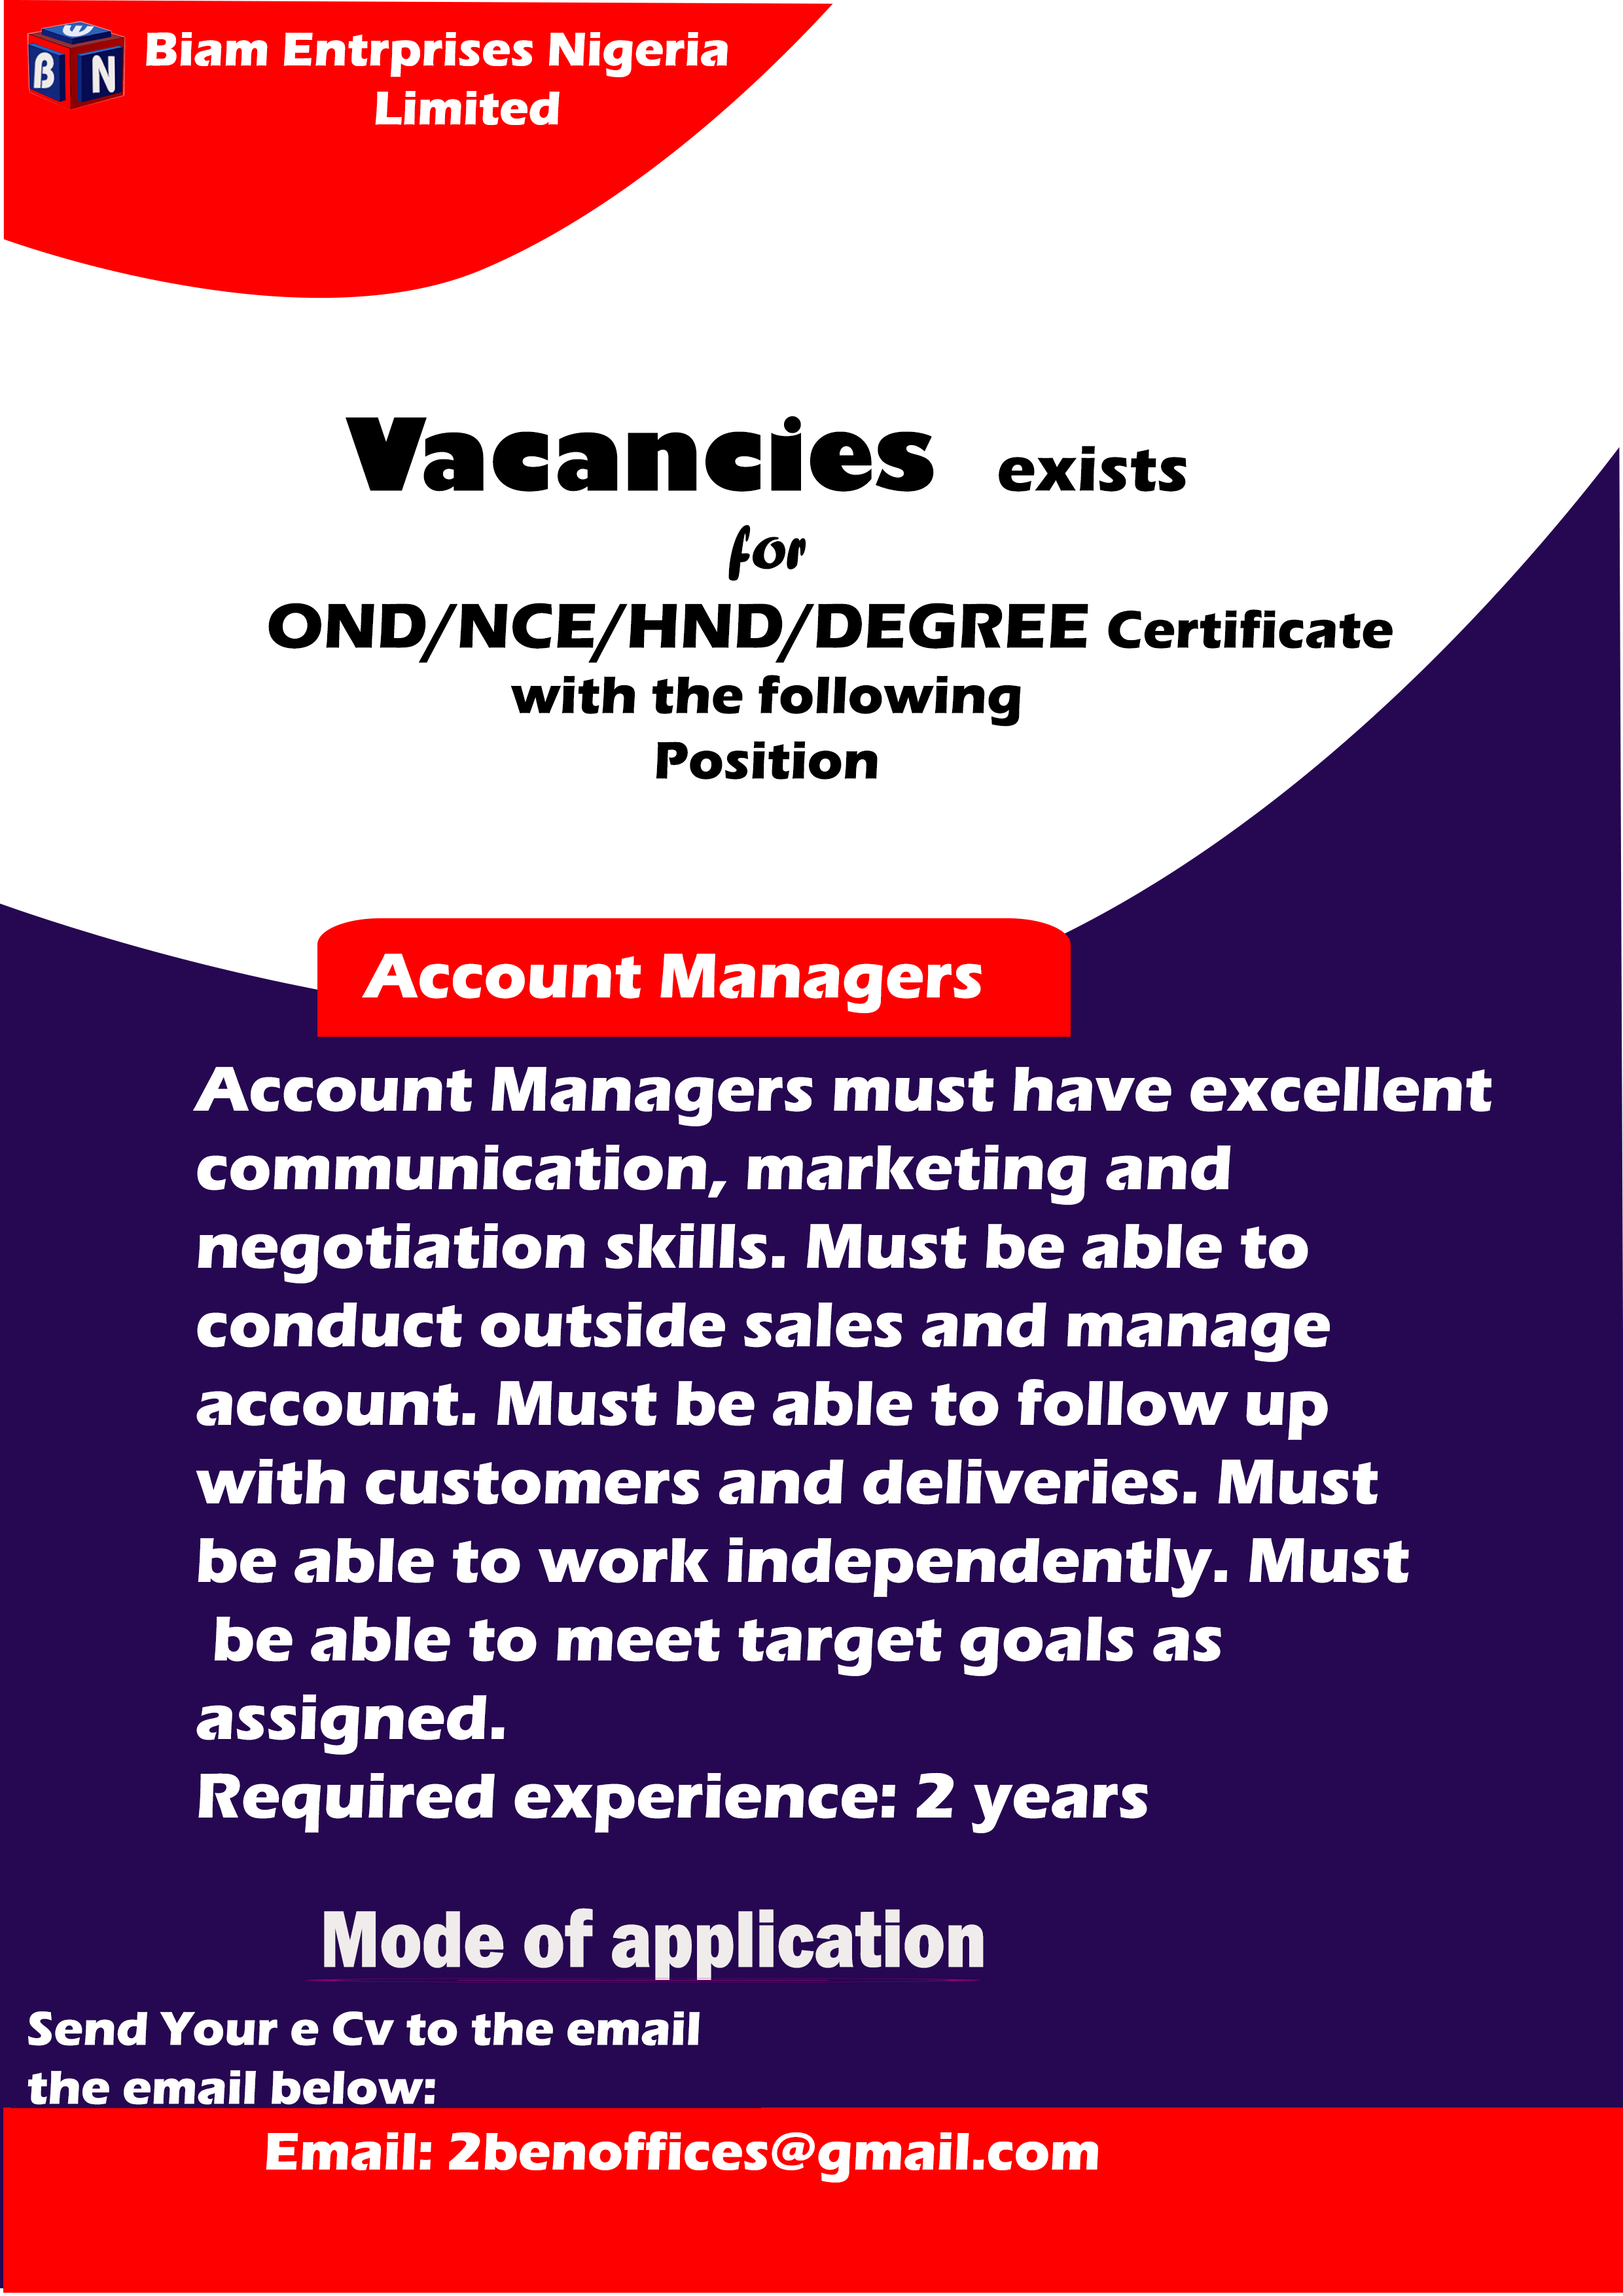 B E N
Biam Entrprises Nigeria
Limited
Vacancies exists
for
OND/NCE/HND/DEGREE Certificate
with the following
Position
Account Managers
Account Managers must have excellent
communication, marketing and
negotiation skills. Must be able to
conduct outside sales and manage
account. Must be able to follow up
with customers and deliveries. Must
be able to work independently. Must
be able to meet target goals as
assigned.
Required experience: 2 years
Mode of application
Send Your e Cv to the email
the email below:
Email: 2benoffices@gmail.com